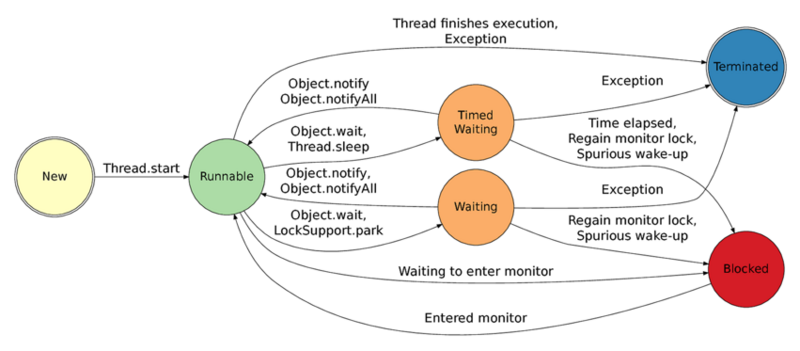 Thread finishes execution,
Exception
Terminated
Object.notify
Object.notifyAll
Exception
Timed
Waiting
Object.wait,
Thread.sleep
Time elapsed,
Regain monitor lock,
Spurious wake-up
New
Thread.start
Runnable
Object.notify,
Object.notifyAll
Exception
Waiting
Object.wait,
LockSupport.park
Regain monitor lock,
Spurious wake-up
Waiting to enter monitor
Blocked
Entered monitor